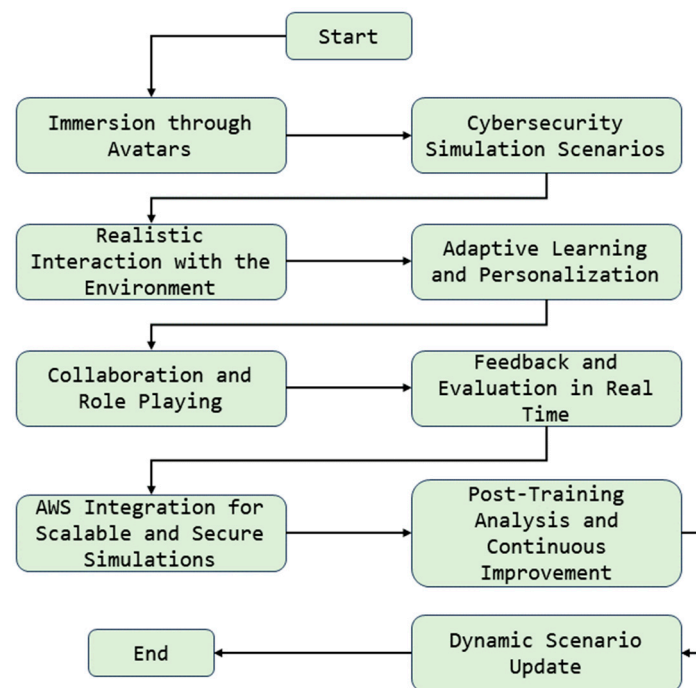 Start
Immersion through
Avatars
Cybersecurity
Simulation Scenarios
Realistic
Interaction with the
Environment
Adaptive Learning
and Personalization
Collaboration and
Role Playing
Feedback and
Evaluation in Real
Time
AWS Integration for
Scalable and Secure
Simulations
Post-Training
Analysis and
Continuous
Improvement
Dynamic Scenario
Update
End